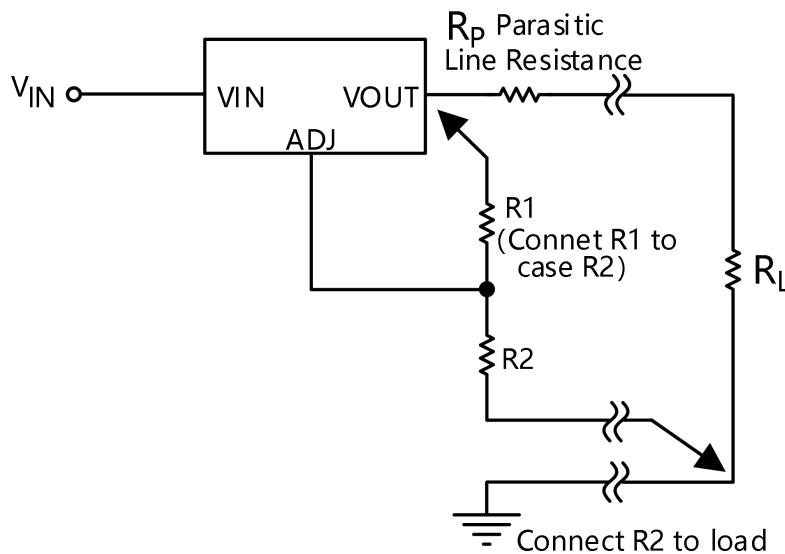 R_P Parasitic
Line Resistance
V_IN
VIN
VOUT
ADJ
R1
(Connet R1 to
case R2)
R_L
R2
Connect R2 to load